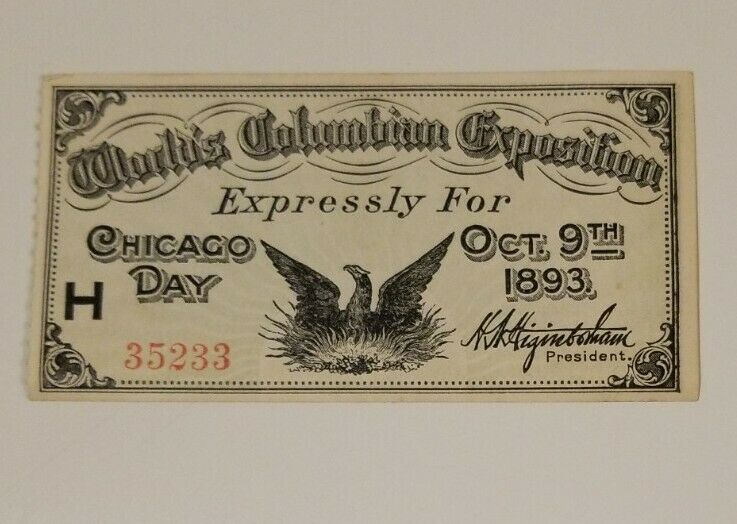 World's Columbian Exposition
Expressly For
CHICAGO DAY
OCT. 9TH 1893.
H
35233
H N Higinbotham
President.